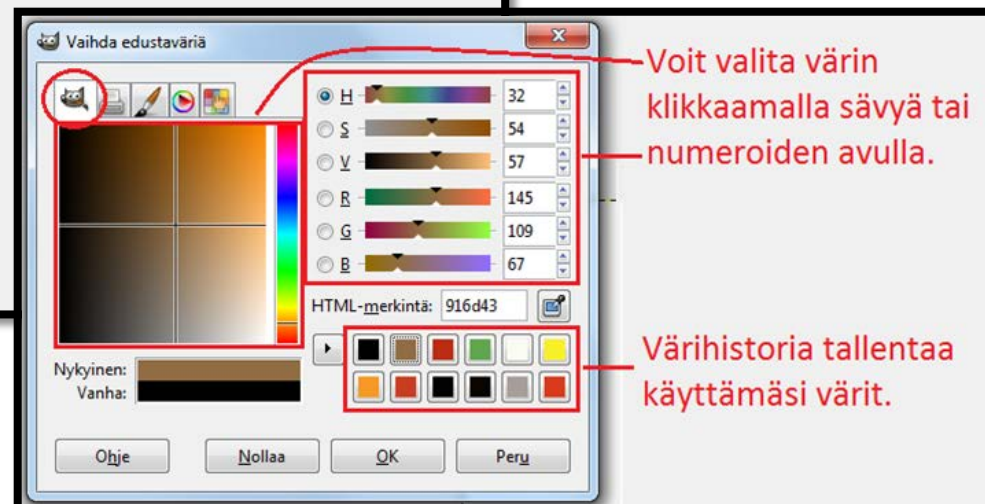 Vaihda edustaväriä
H 32
S 54
V 57
R 145
G 109
B 67
HTML-merkintä: 916d43
Nykyinen:
Vanha:
Ohje Nollaa OK Peru
Voit valita värin
klikkaamalla sävyä tai
numeroiden avulla.
Värihistoria tallentaa
käyttämäsi värit.